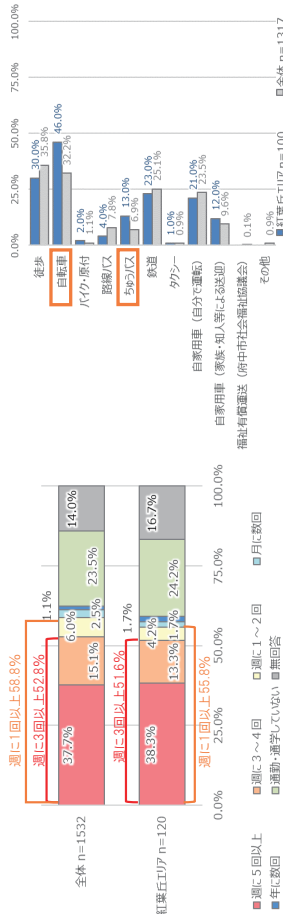 週に1回以上58.8%
週に3回以上52.8%
1.1%
全体 n=1532
37.7%
15.1%
6.0%
2.5%
23.5%
14.0%
週に3回以上51.6%
1.7%
紅葉丘エリア n=120
38.3%
13.3%
4.2%
1.7%
24.2%
16.7%
週に1回以上55.8%
0.0%
25.0%
50.0%
75.0%
100.0%
週に5回以上
週に3～4回
週に1～2回
月に数回
年に数回
通勤・通学していない
無回答
0.0%
25.0%
50.0%
75.0%
100.0%
徒歩
30.0%
35.8%
自転車
46.0%
32.2%
バイク・原付
2.0%
1.1%
路線バス
4.0%
7.8%
ちゅうバス
13.0%
6.9%
鉄道
23.0%
25.1%
タクシー
1.0%
0.9%
自家用車（自分で運転）
21.0%
23.5%
自家用車（家族・知人等による送迎）
12.0%
9.6%
福祉有償運送（府中市社会福祉協議会）
0.1%
その他
0.9%
紅葉丘エリア n=100
全体 n=1317